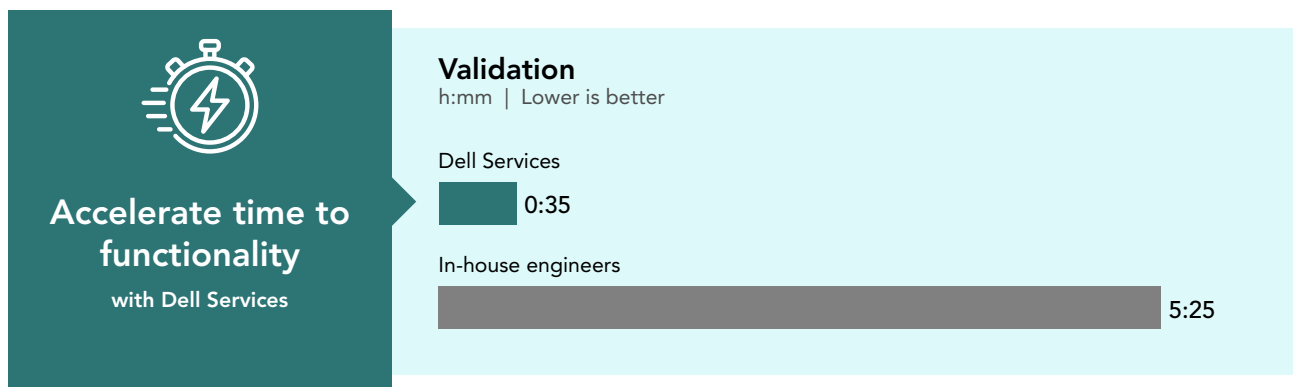 Accelerate time to
functionality
with Dell Services
Validation
h:mm | Lower is better
Dell Services
0:35
In-house engineers
5:25